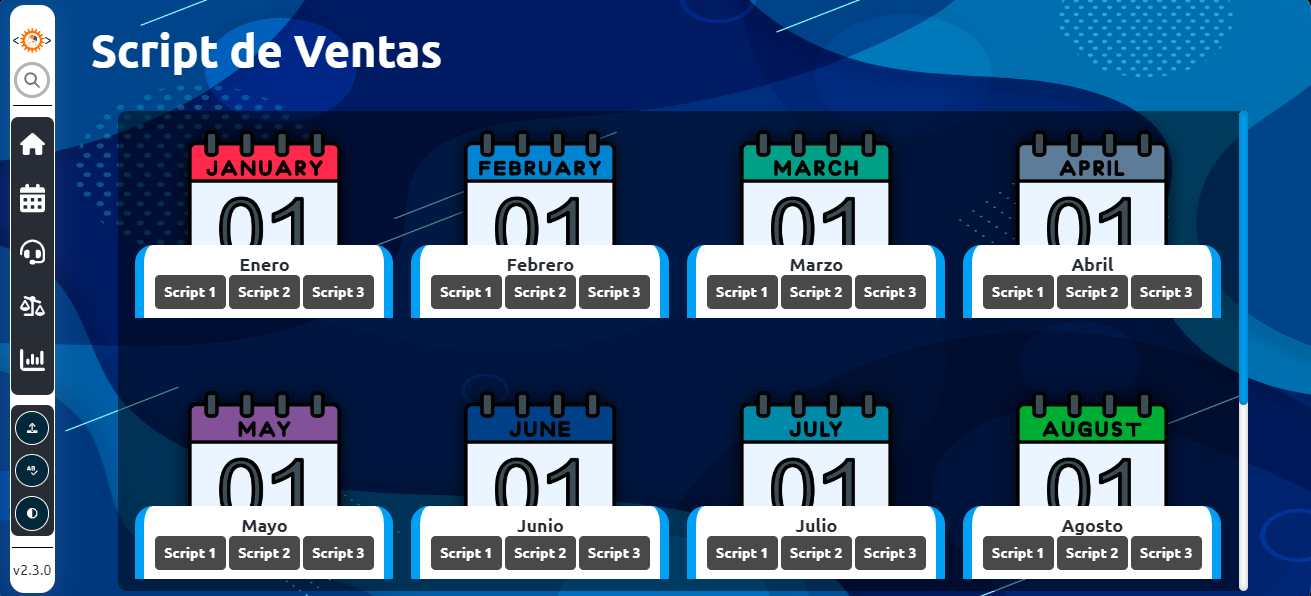 Script de Ventas
JANUARY FEBRUARY MARCH APRIL
01 01 01 01
Enero Febrero Marzo Abril
Script 1 Script 2 Script 3 Script 1 Script 2 Script 3 Script 1 Script 2 Script 3 Script 1 Script 2 Script 3
MAY JUNE JULY AUGUST
01 01 01 01
Mayo Junio Julio Agosto
Script 1 Script 2 Script 3 Script 1 Script 2 Script 3 Script 1 Script 2 Script 3 Script 1 Script 2 Script 3
AB
v2.3.0